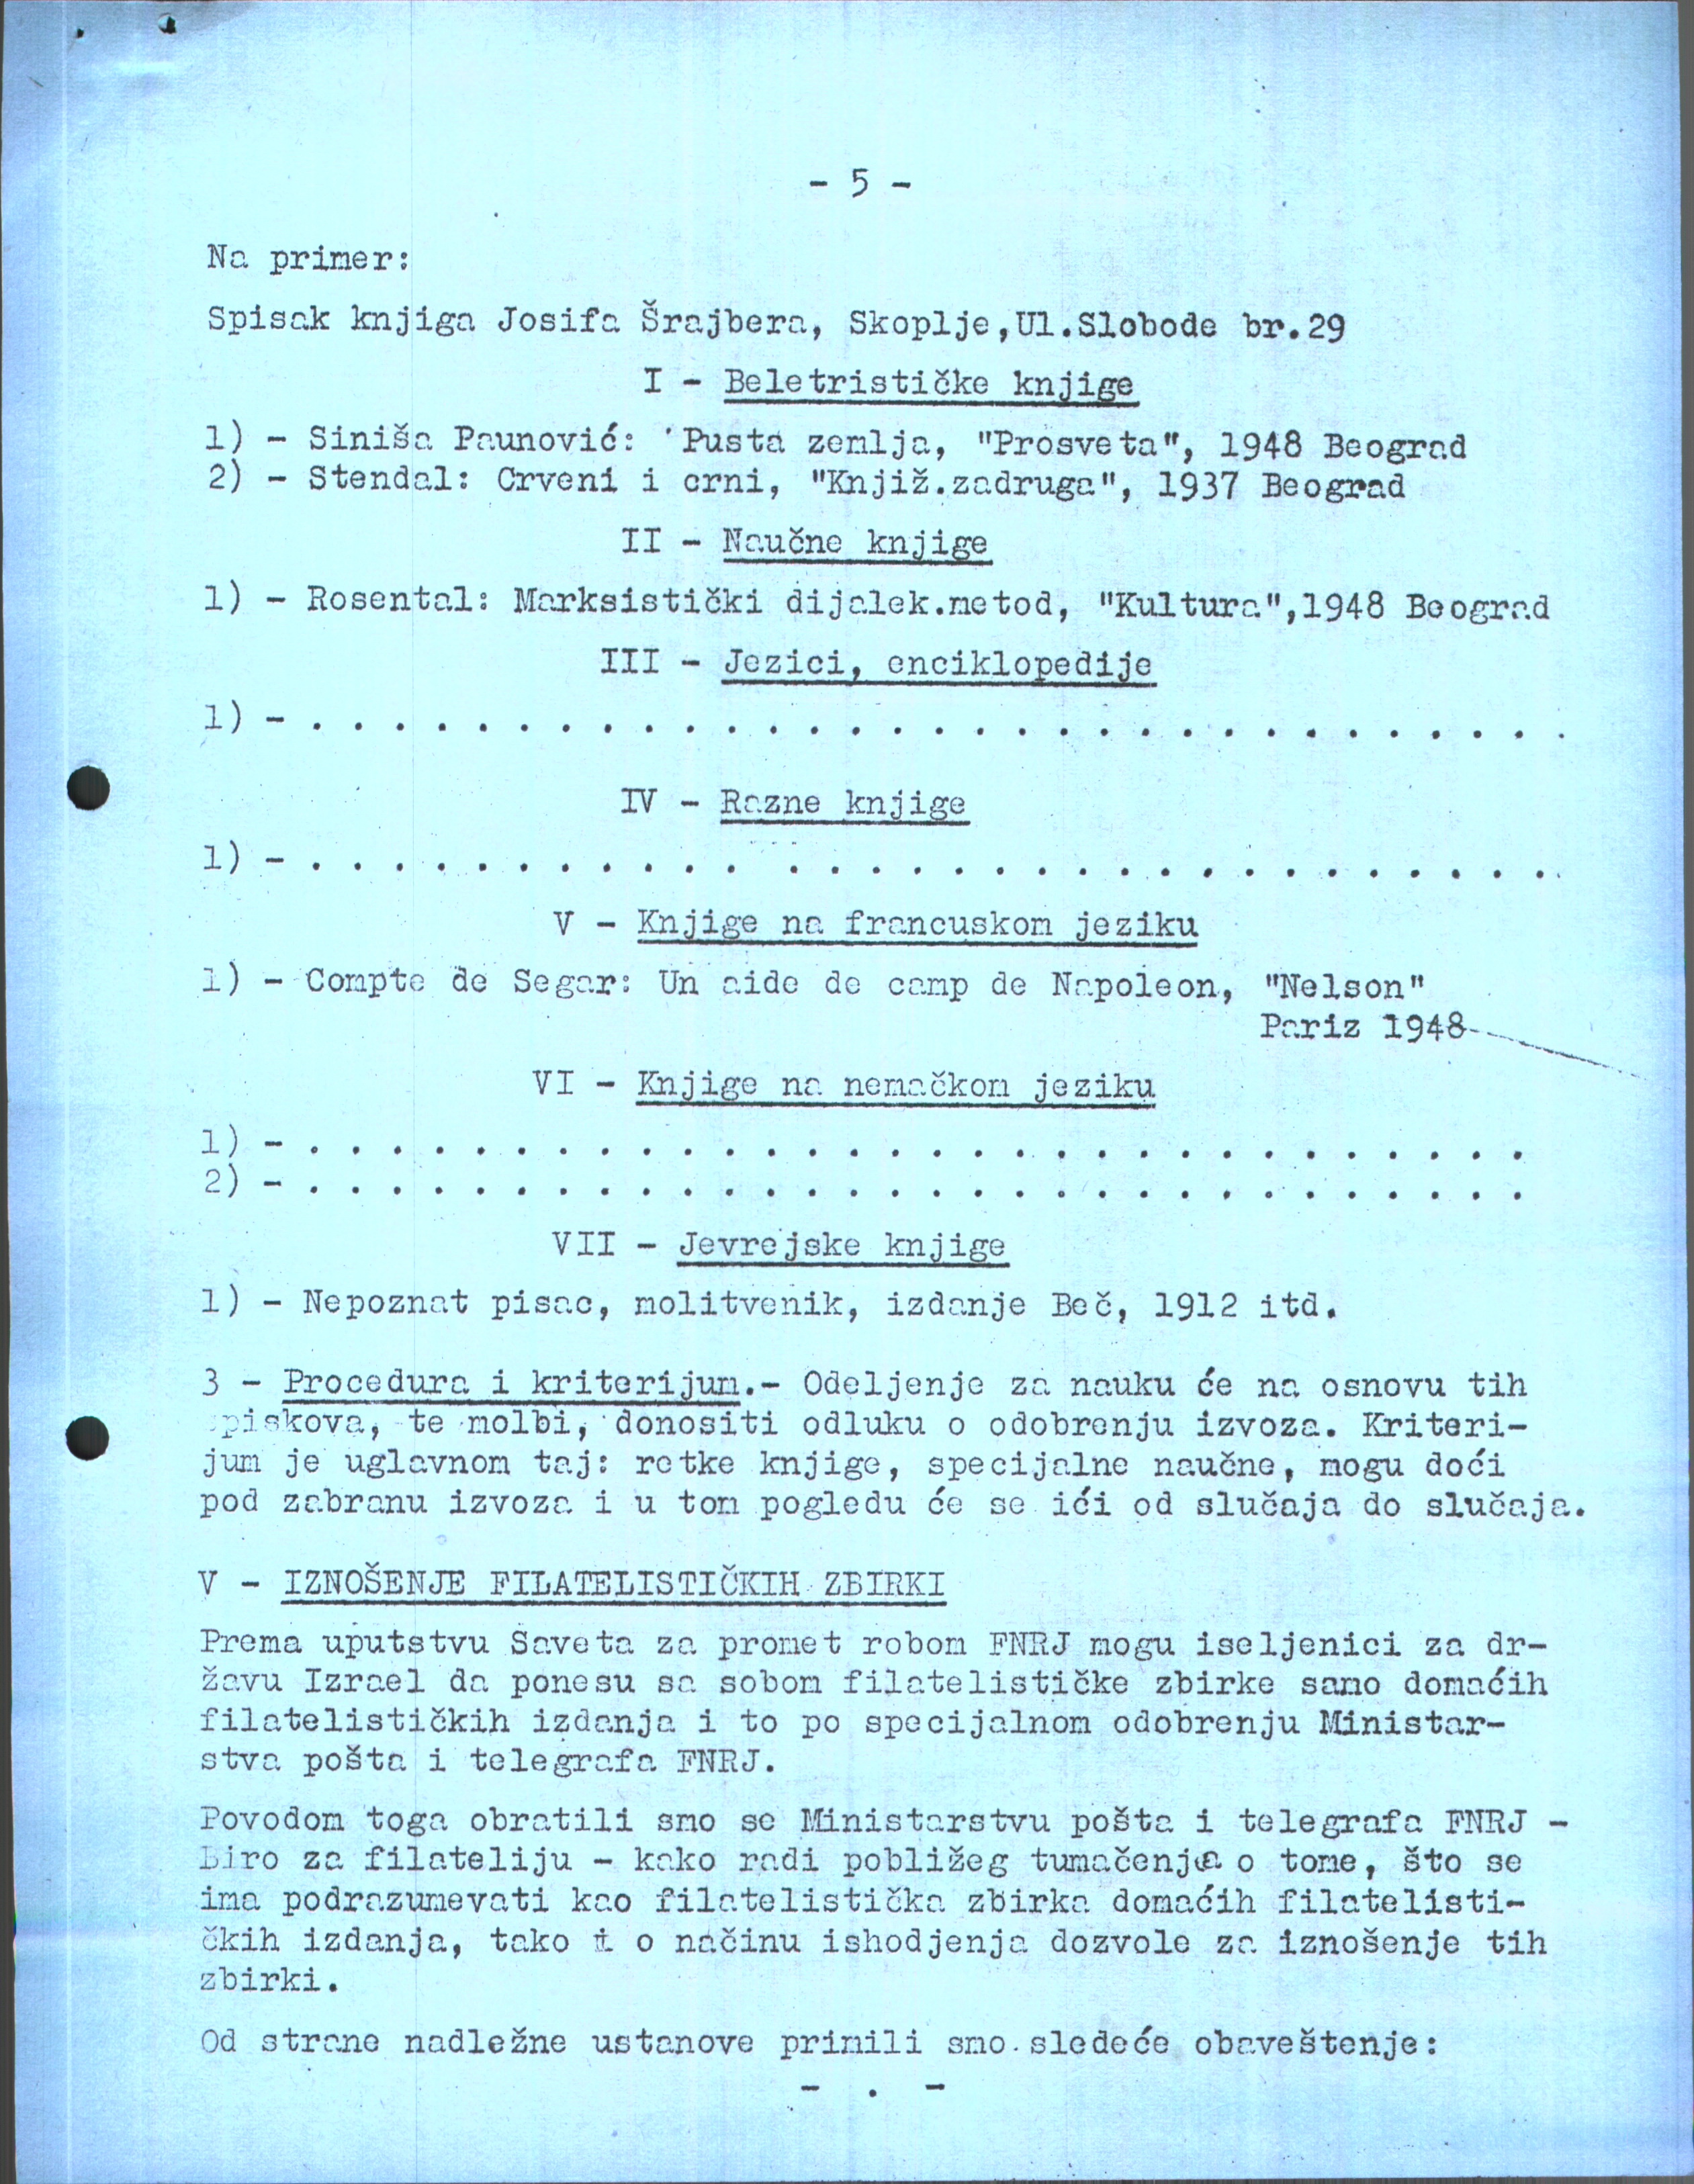 - 5 -
Na primer:
Spisak knjiga Josifa Šrajbera, Skoplje,Ul.Slobode br.29
I - Beletrističke knjige
1) - Siniša Paunović: Pusta zemlja, "Prosveta", 1948 Beograd
2) - Stendal: Crveni i crni, "Knjiž.zadruga", 1937 Beograd
II - Naučne knjige
1) - Rosental: Marksistički dijalek.metod, "Kultura",1948 Beograd
III - Jezici, enciklopedije
1) - . . . . . . . . . . . . . . . . . . . . . . . . . . . . . . .
IV - Razne knjige
1) - . . . . . . . . . . . . . . . . . . . . . . . . . . . . . .
V - Knjige na francuskom jeziku
1) - Compte de Segar: Un aide de camp de Napoleon, "Nelson"
Pariz 1948
VI - Knjige na nemačkom jeziku
1) - . . . . . . . . . . . . . . . . . . . . . . . . . . . . . .
2) - . . . . . . . . . . . . . . . . . . . . . . . . . . . . . .
VII - Jevrejske knjige
1) - Nepoznat pisac, molitvenik, izdanje Beč, 1912 itd.
3 - Procedura i kriterijum.- Odeljenje za nauku će na osnovu tih
spiskova, te molbi, donositi odluku o odobrenju izvoza. Kriteri-
jum je uglavnom taj: retke knjige, specijalne naučne, mogu doći
pod zabranu izvoza i u tom pogledu će se ići od slučaja do slučaja.
V - IZNOŠENJE FILATELISTIČKIH ZBIRKI
Prema uputstvu Saveta za promet robom FNRJ mogu iseljenici za dr-
žavu Izrael da ponesu sa sobom filatelističke zbirke samo domaćih
filatelističkih izdanja i to po specijalnom odobrenju Ministar-
stva pošta i telegrafa FNRJ.
Povodom toga obratili smo se Ministarstvu pošta i telegrafa FNRJ -
Biro za filateliju - kako radi pobližeg tumačenja o tome, što se
ima podrazumevati kao filatelistička zbirka domaćih filatelisti-
čkih izdanja, tako i o načinu ishodjenja dozvole za iznošenje tih
zbirki.
Od strane nadležne ustanove primili smo sledeće obaveštenje:
- . -